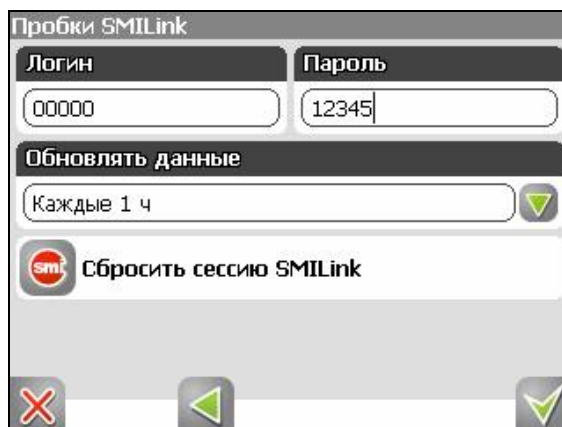 Пробки SMILink
Логин Пароль
00000 12345
Обновлять данные
Каждые 1 ч
smi Сбросить сессию SMILink